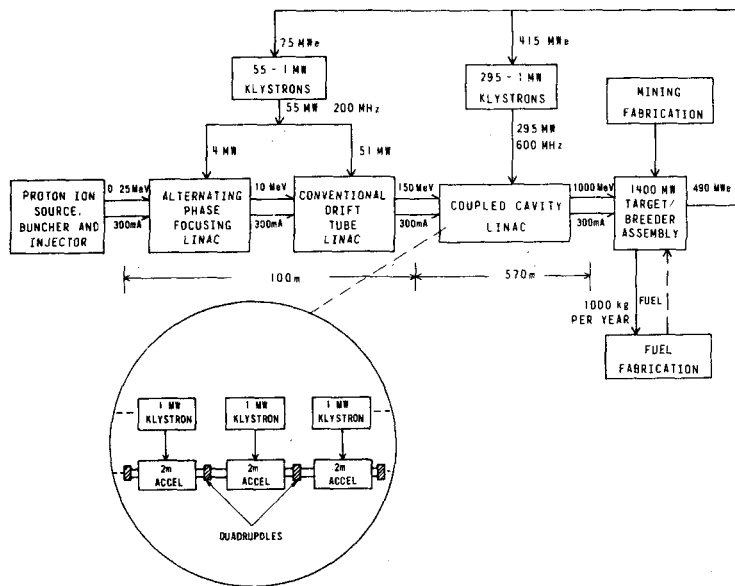 75 MWe
415 MWe
55 - 1 MW
KLYSTRONS
295 - 1 MW
KLYSTRONS
MINING
FABRICATION
55 MW 200 MHz
295 MW
600 MHz
4 MW
51 MW
PROTON ION
SOURCE,
BUNCHER AND
INJECTOR
0 25 MeV
300mA
ALTERNATING
PHASE
FOCUSING
LINAC
10 MeV
300mA
CONVENTIONAL
DRIFT
TUBE
LINAC
150 MeV
300mA
COUPLED CAVITY
LINAC
1000 MeV
300mA
1400 MW
TARGET/
BREEDER
ASSEMBLY
490 MWe
100m
570m
1000 kg
PER YEAR
FUEL
FUEL
FABRICATION
1 MW
KLYSTRON
1 MW
KLYSTRON
1 MW
KLYSTRON
2m
ACCEL
2m
ACCEL
2m
ACCEL
QUADRUPOLES